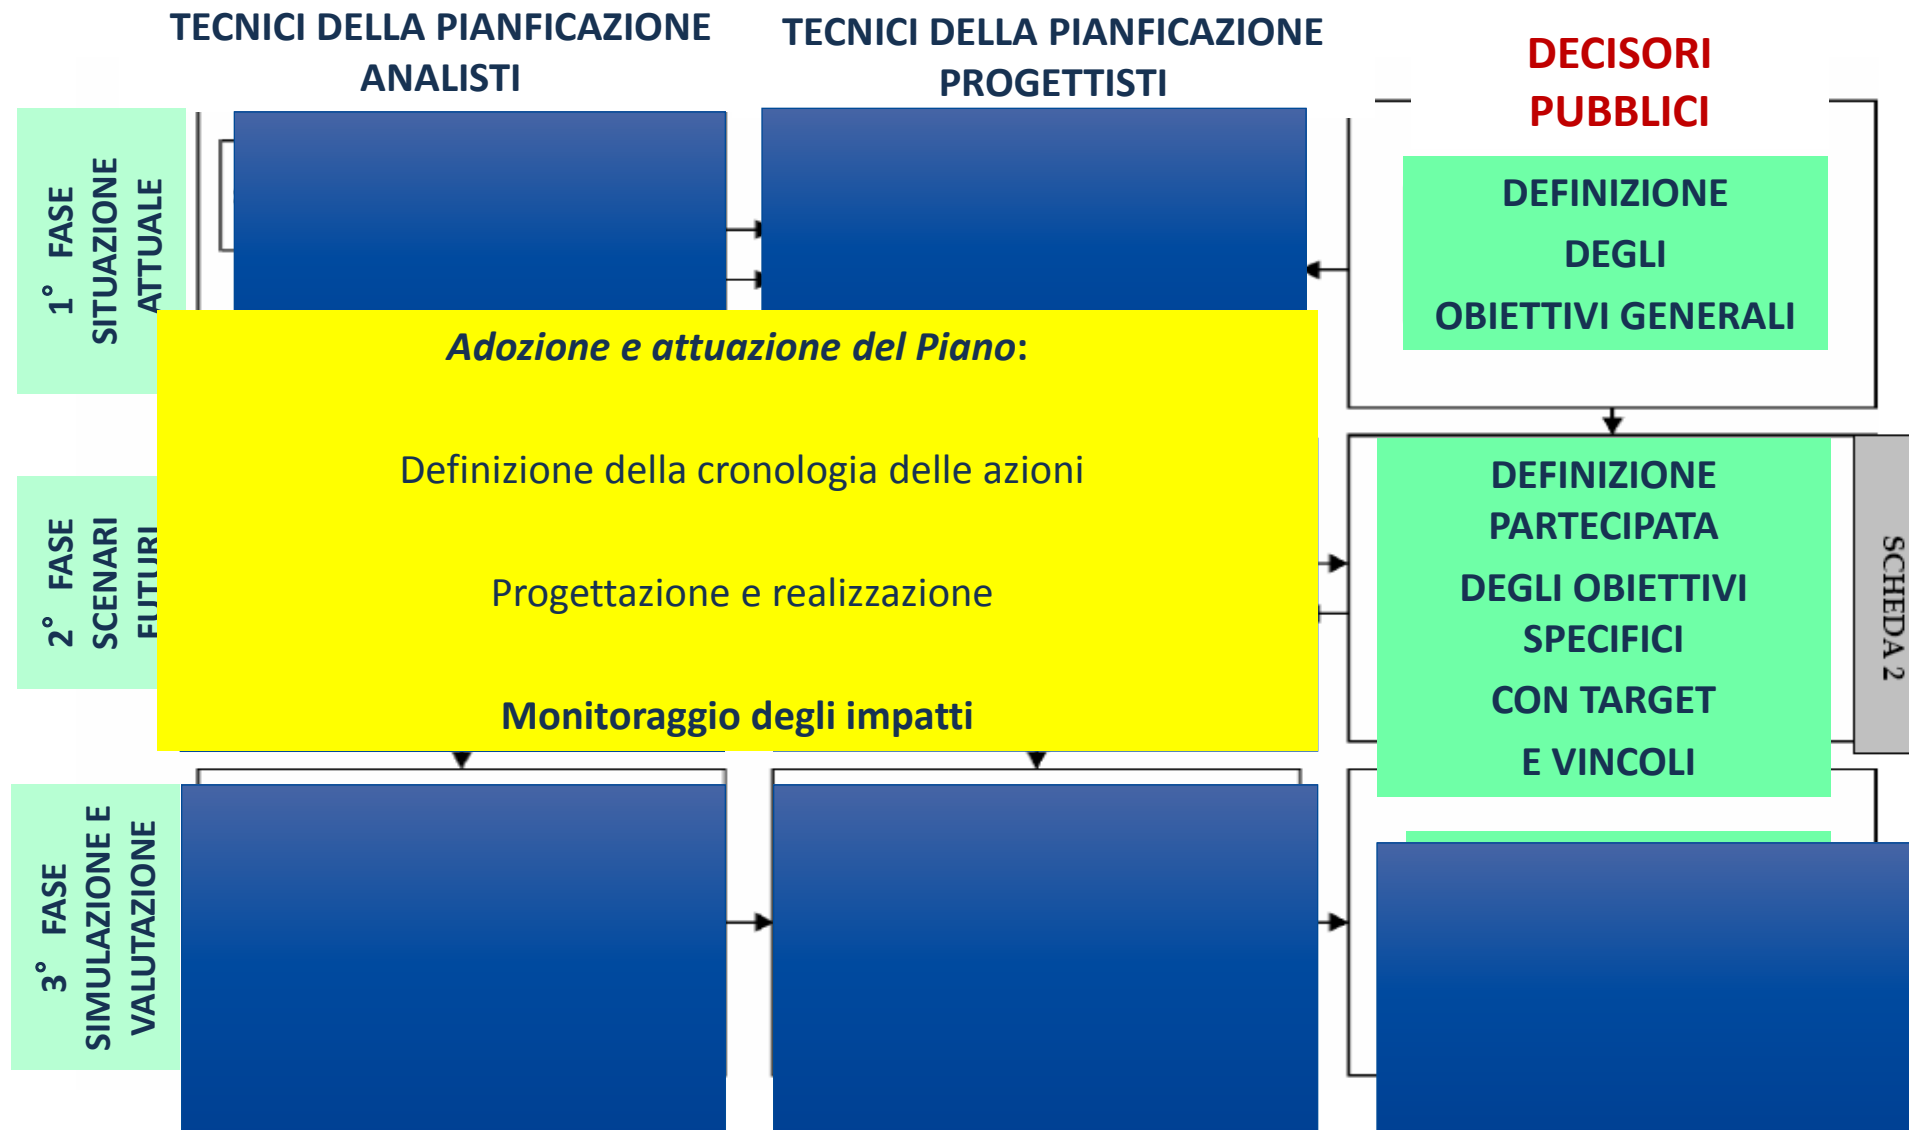 TECNICI DELLA PIANFICAZIONE
ANALISTI
TECNICI DELLA PIANFICAZIONE
PROGETTISTI
DECISORI
PUBBLICI
1° FASE
SITUAZIONE
ATTUALE
DEFINIZIONE
DEGLI
OBIETTIVI GENERALI
Adozione e attuazione del Piano:
Definizione della cronologia delle azioni
Progettazione e realizzazione
Monitoraggio degli impatti
2° FASE
SCENARI
FUTURI
DEFINIZIONE
PARTECIPATA
DEGLI OBIETTIVI
SPECIFICI
CON TARGET
E VINCOLI
SCHEDA 2
3° FASE
SIMULAZIONE E
VALUTAZIONE